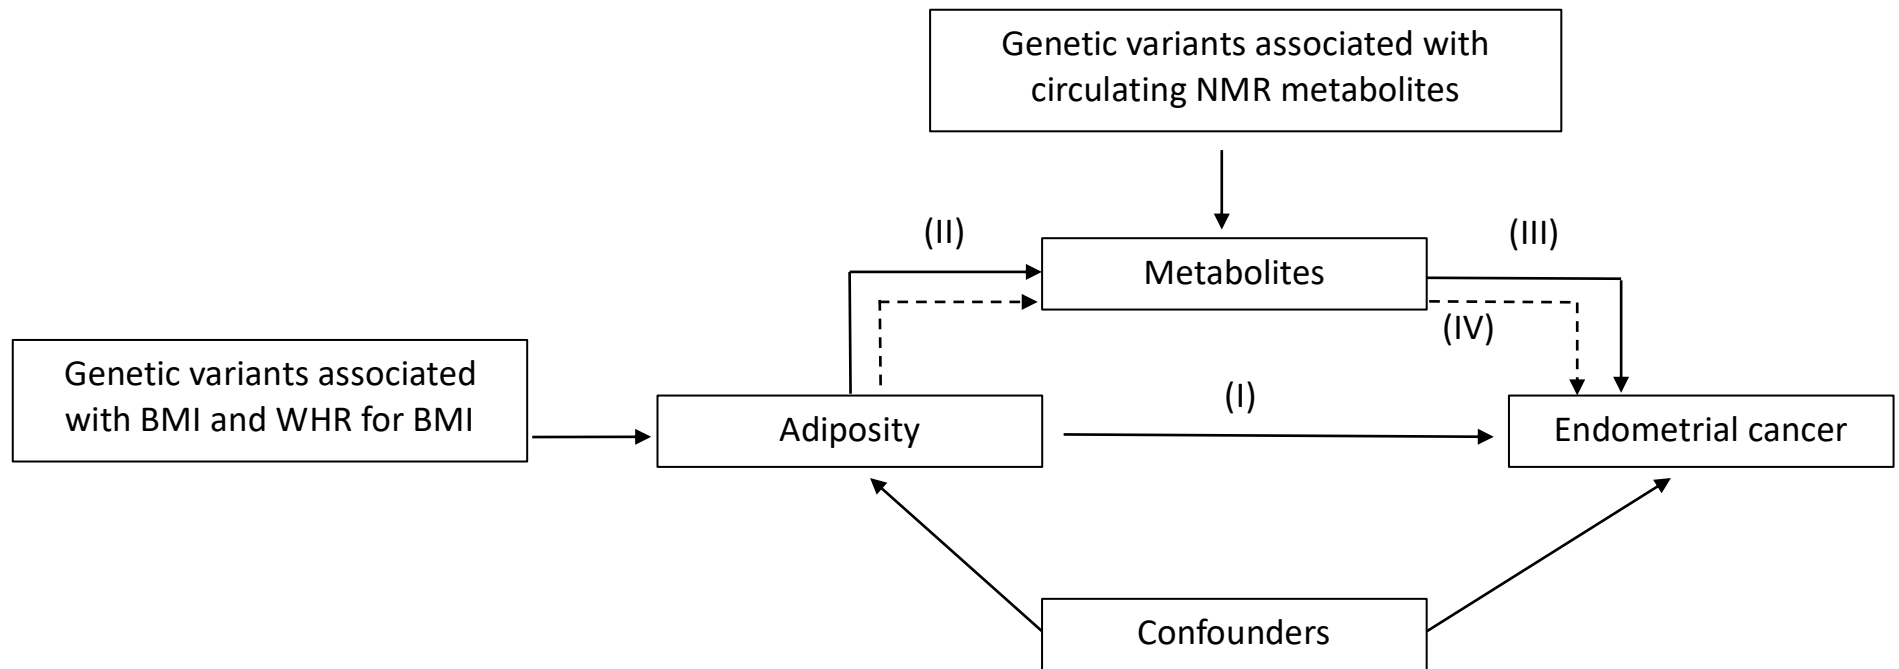 Genetic variants associated with
circulating NMR metabolites
(II)
(III)
Metabolites
(IV)
Genetic variants associated
with BMI and WHR for BMI
(I)
Adiposity
Endometrial cancer
Confounders